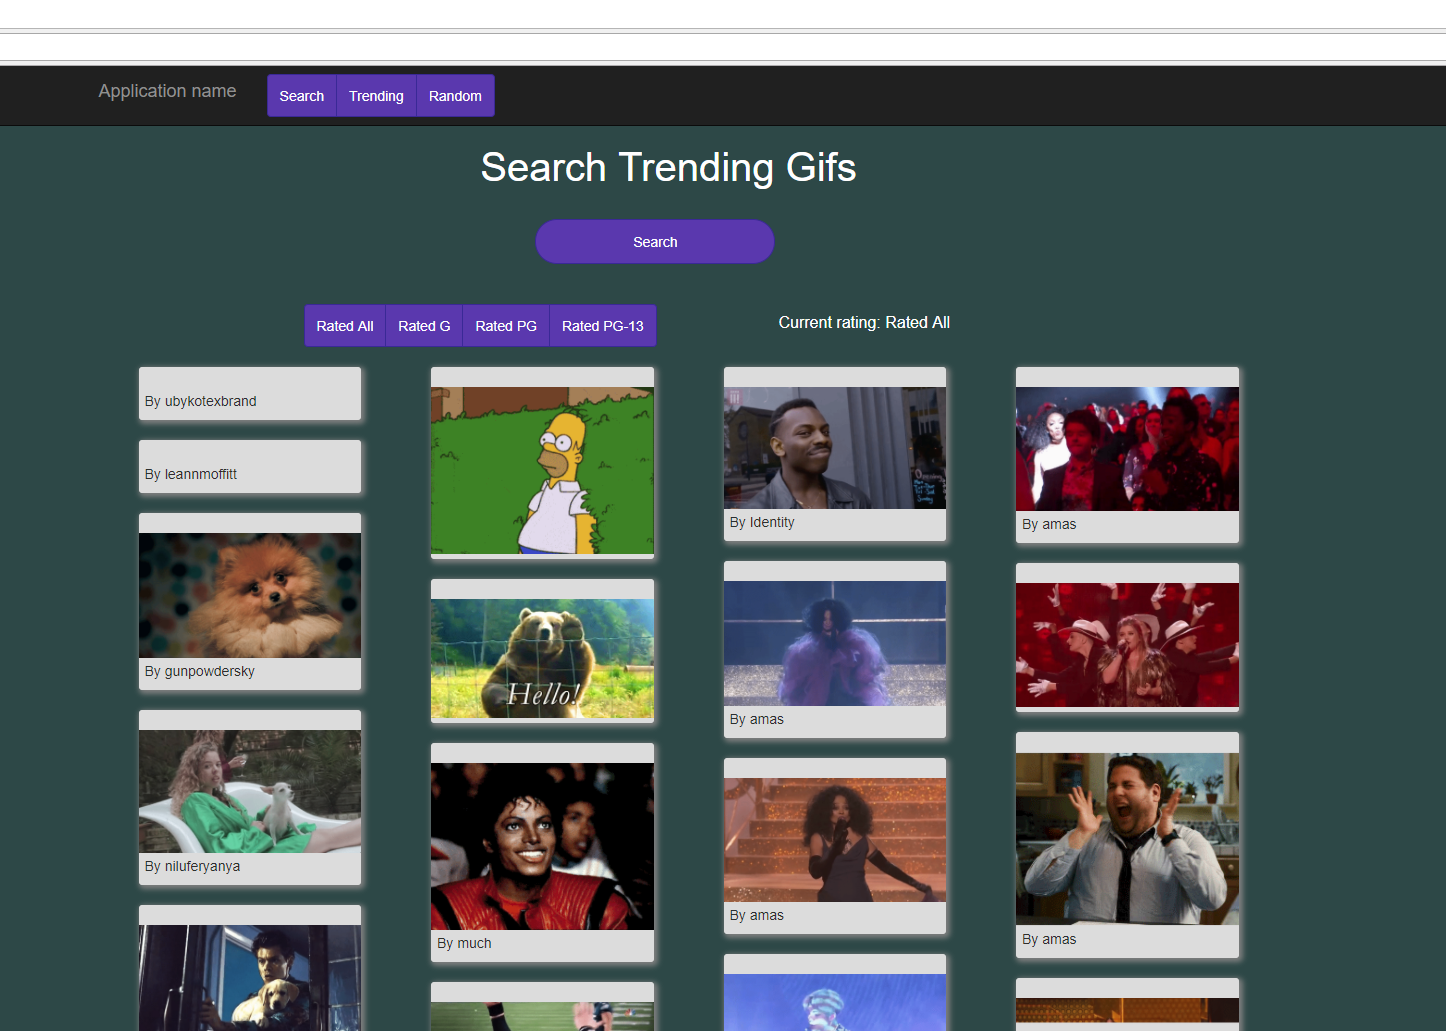 Application name
Search
Trending
Random
Search Trending Gifs
Search
Rated All
Rated G
Rated PG
Rated PG-13
Current rating: Rated All
By ubykotexbrand
By leannmoffitt
By gunpowdersky
By niluferyanya
Hello!
By much
By Identity
By amas
By amas
By amas
By amas